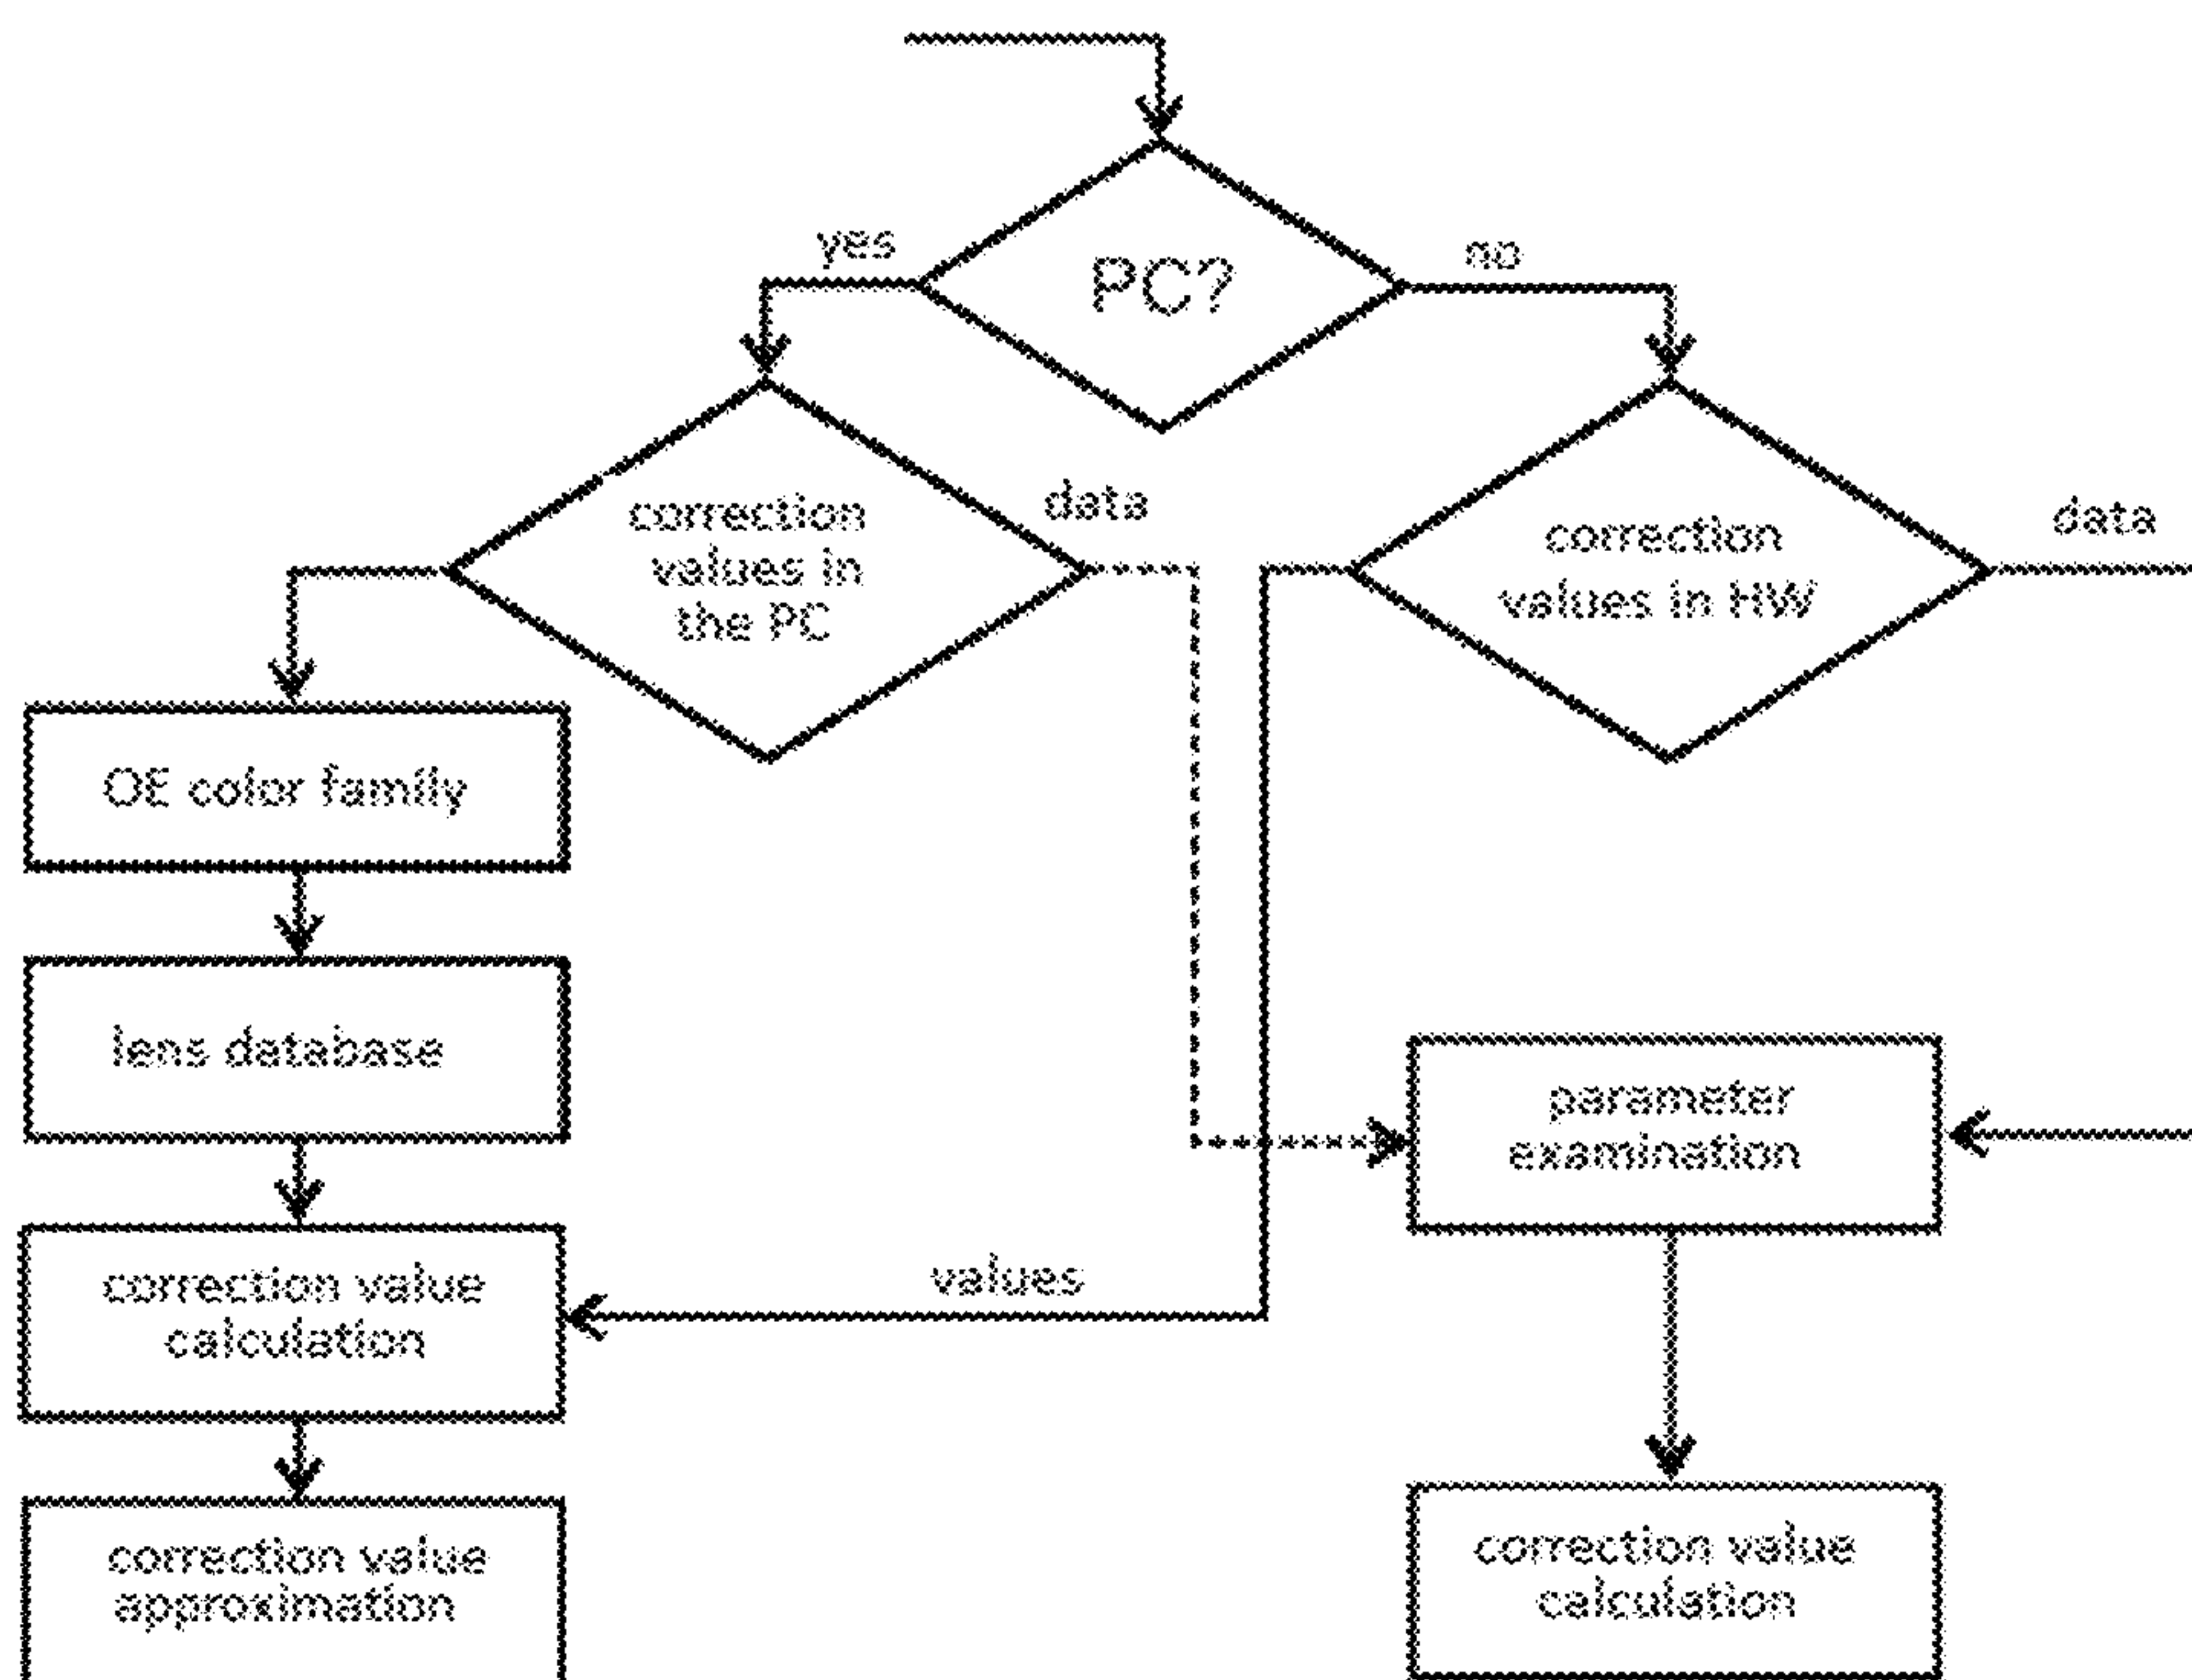 yes
no
PC?
data
data
correction
values in
the PC
correction
values in HW
OE color family
lens database
parameter
examination
values
correction value
calculation
correction value
approximation
correction value
calculation